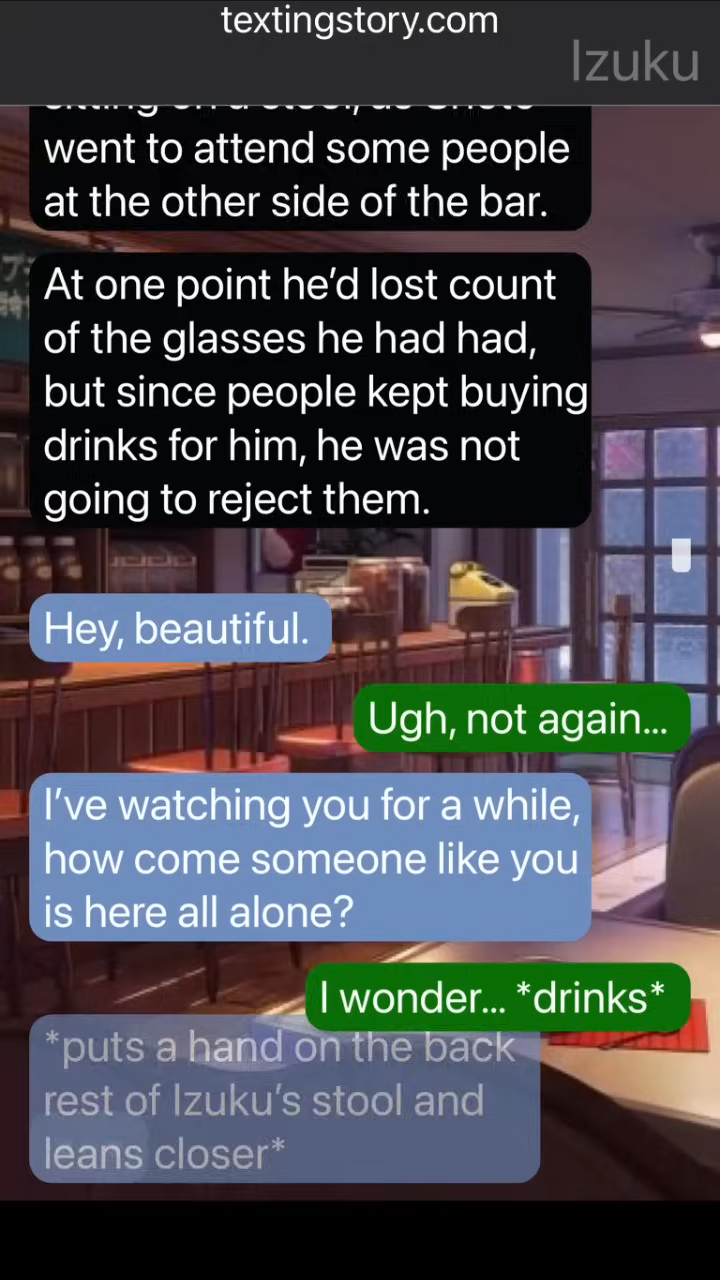 textingstory.com
Izuku
went to attend some people
at the other side of the bar.
At one point he’d lost count
of the glasses he had had,
but since people kept buying
drinks for him, he was not
going to reject them.
Hey, beautiful.
Ugh, not again...
I’ve watching you for a while,
how come someone like you
is here all alone?
I wonder... *drinks*
*puts a hand on the back
rest of Izuku’s stool and
leans closer*